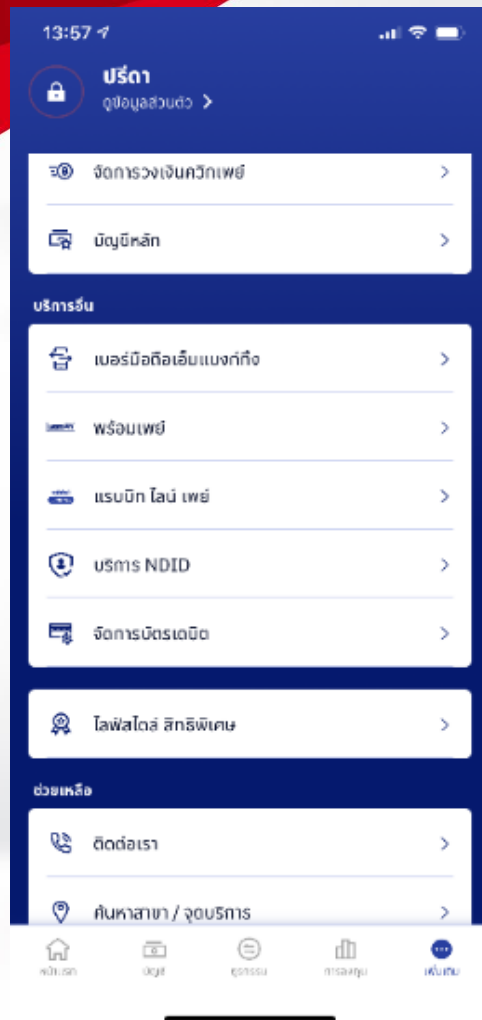 13:57
ปรีดา
ดูข้อมูลส่วนตัว
จัดการวงเงินควิกเพย์
บัญชีหลัก
บริการอื่น
เบอร์มือถือเอ็มแบงก์กิ้ง
พร้อมเพย์
แรบบิท ไลน์ เพย์
บริการ NDID
จัดการบัตรเดบิต
ไลฟ์สไตล์ สิทธิพิเศษ
ช่วยเหลือ
ติดต่อเรา
ค้นหาสาขา / จุดบริการ
หน้าแรก
บัญชี
ธุรกรรม
การลงทุน
เพิ่มเติม